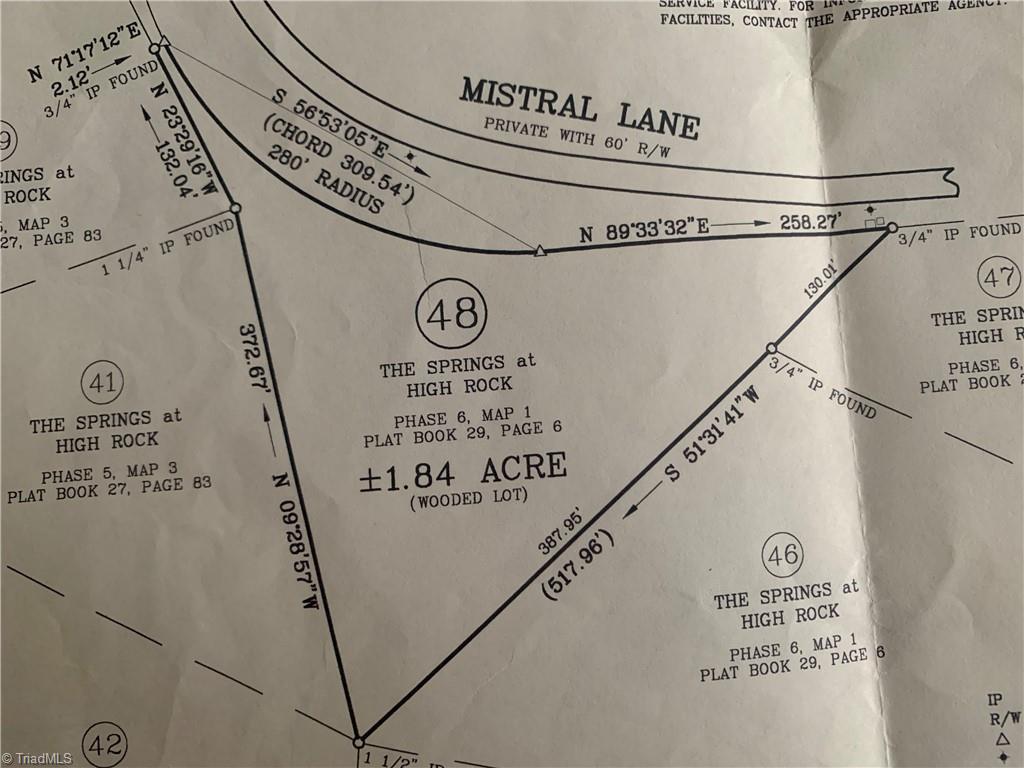 SERVICE FACILITY. FOR
FACILITIES, CONTACT THE APPROPRIATE AGENCY.
N 71°17'12"E
2.12'
3/4" IP FOUND
N 23°29'16"W
132.04'
S 56°53'05"E
(CHORD 309.54')
280' RADIUS
MISTRAL LANE
PRIVATE WITH 60' R/W
N 89°33'32"E
258.27'
3/4" IP FOUND
1 1/4" IP FOUND
ROCK
MAP 3
27, PAGE 83
48
THE SPRINGS at
HIGH ROCK
PHASE 6, MAP 1
PLAT BOOK 29, PAGE 6
±1.84 ACRE
(WOODED LOT)
130.01'
3/4" IP FOUND
47
THE
HIGH
PHASE 6,
PLAT BOOK
41
THE SPRINGS at
HIGH ROCK
PHASE 5, MAP 3
PLAT BOOK 27, PAGE 83
372.67'
N 09°28'57"W
S 51°31'41"W
387.95'
(517.96')
46
THE SPRINGS at
HIGH ROCK
PHASE 6, MAP 1
PLAT BOOK 29, PAGE 6
42
1 1/2" IP
IP
R/W
© TriadMLS